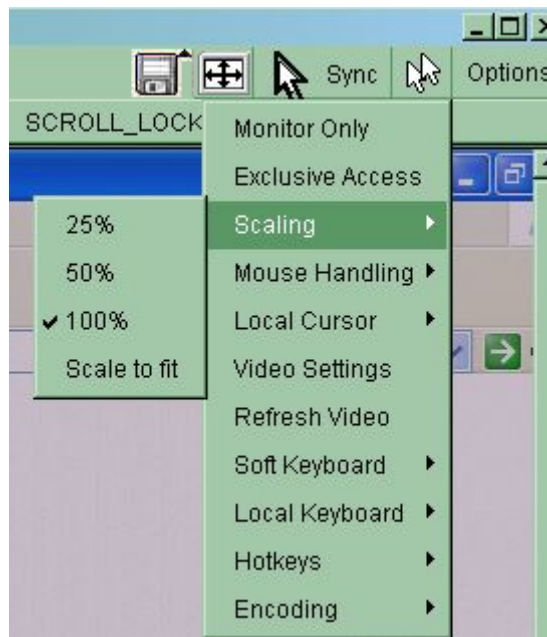 Sync
Options
SCROLL_LOCK
Monitor Only
Exclusive Access
Scaling
Mouse Handling
Local Cursor
Video Settings
Refresh Video
Soft Keyboard
Local Keyboard
Hotkeys
Encoding
25%
50%
100%
Scale to fit